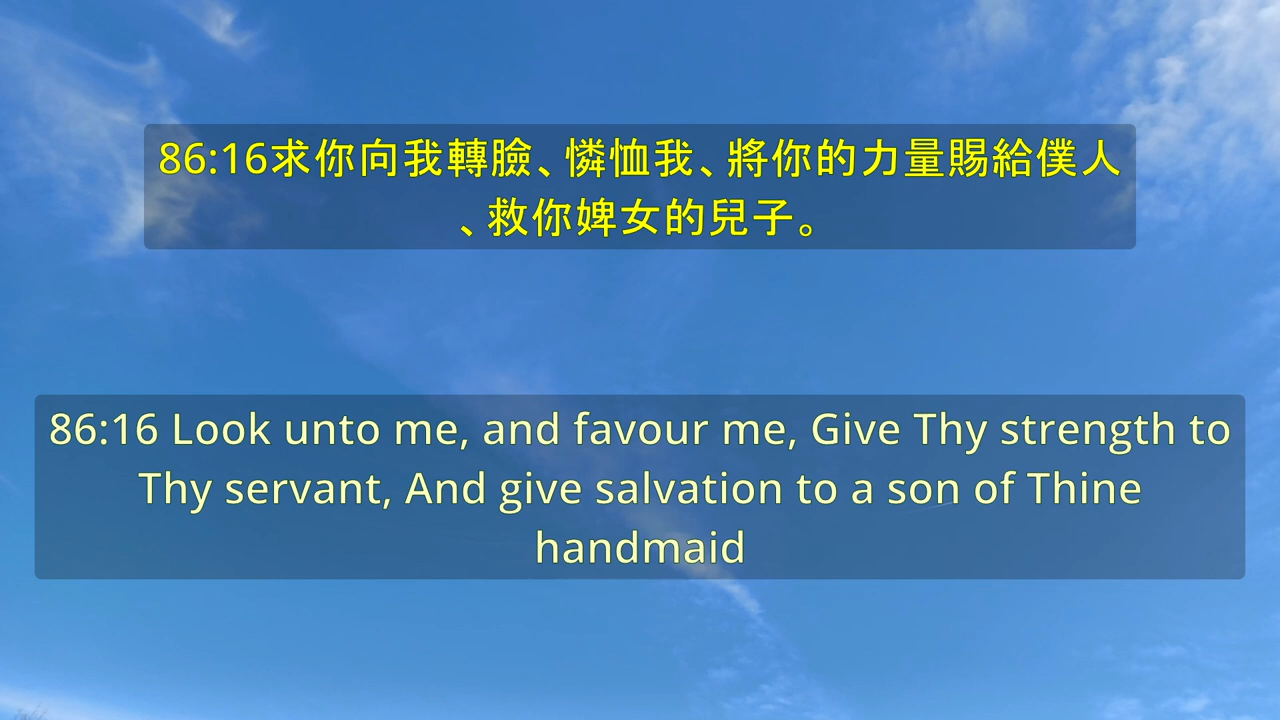 86:16求你向我轉臉、憐恤我、將你的力量賜給僕人
、救你婢女的兒子。
86:16 Look unto me, and favour me, Give Thy strength to
Thy servant, And give salvation to a son of Thine
handmaid